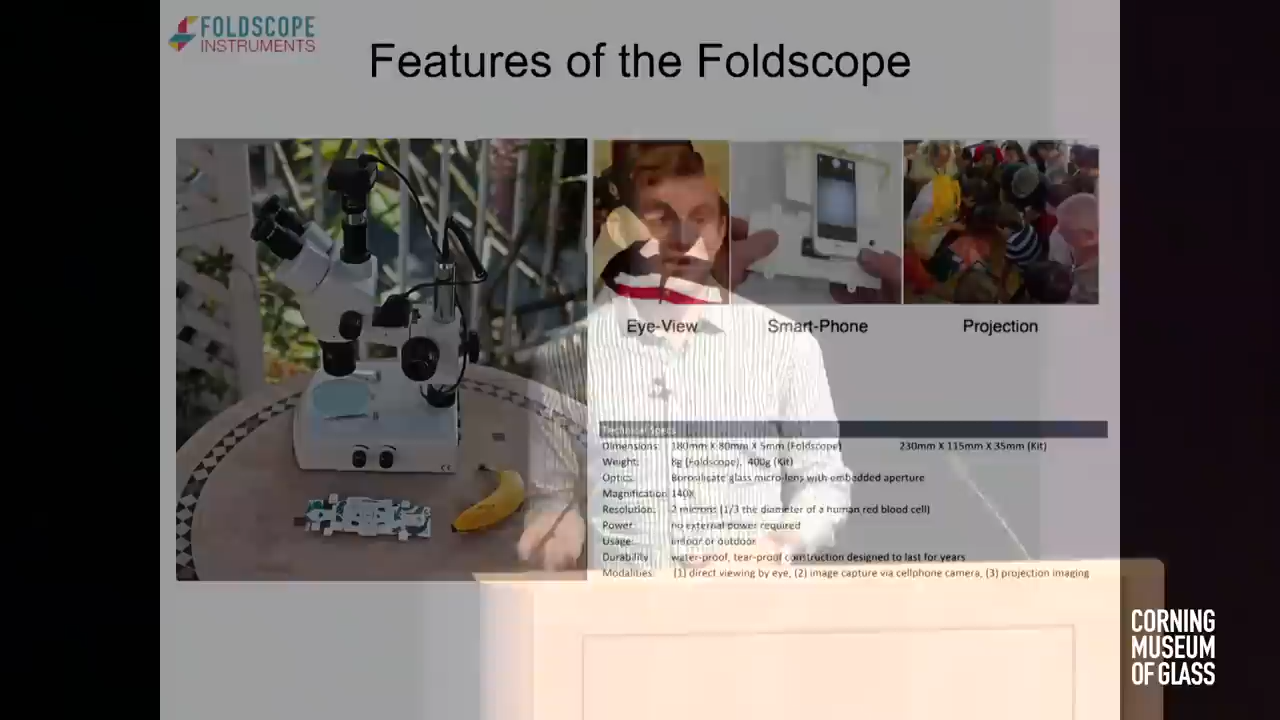 FOLDSCOPE
INSTRUMENTS
Features of the Foldscope
Eye-View
Smart-Phone
Projection
Technical Specs
Dimensions: 180mm X 80mm X 5mm (Foldscope) 230mm X 115mm X 35mm (Kit)
Weight: 8g (Foldscope), 400g (Kit)
Optics: Borosilicate glass micro-lens with embedded aperture
Magnification 140X
Resolution: 2 microns (1/3 the diameter of a human red blood cell)
Power: no external power required
Usage: indoor or outdoor
Durability water-proof, tear-proof construction designed to last for years
Modalities: (1) direct viewing by eye, (2) image capture via cellphone camera, (3) projection imaging
CORNING
MUSEUM
OF GLASS